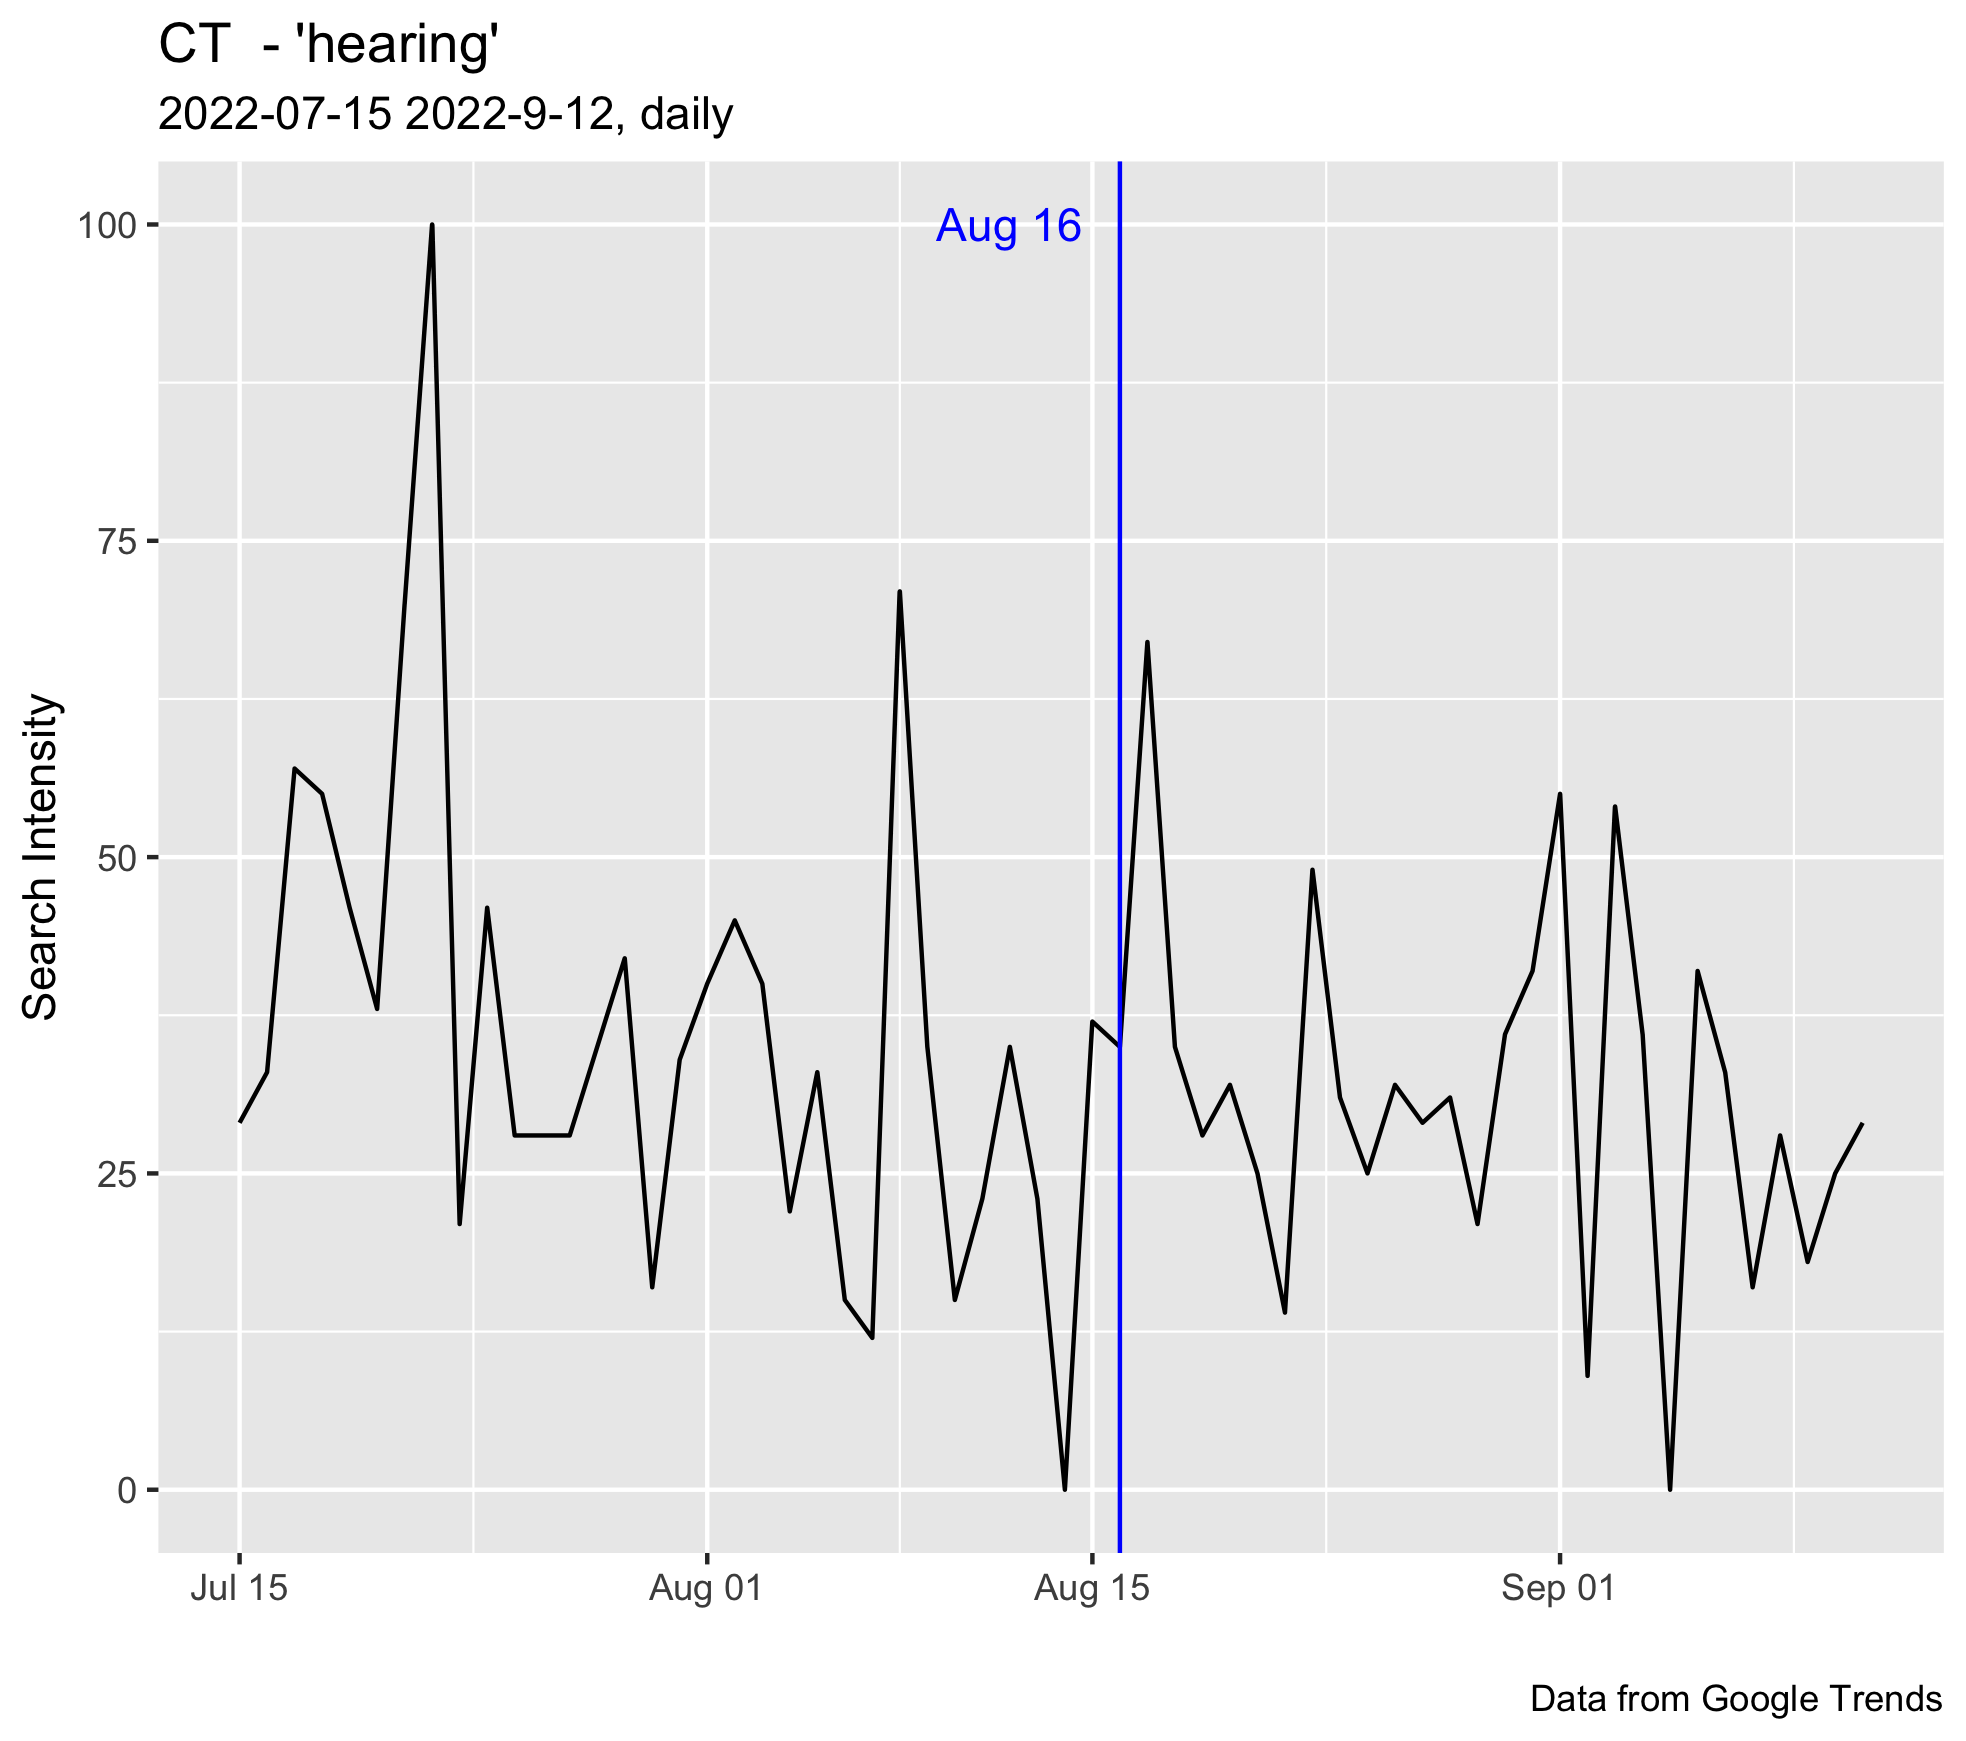 CT  - 'hearing'
2022-07-15 2022-9-12, daily
Aug 16
100
75
50
25
0
Search Intensity
Jul 15
Aug 01
Aug 15
Sep 01
Data from Google Trends